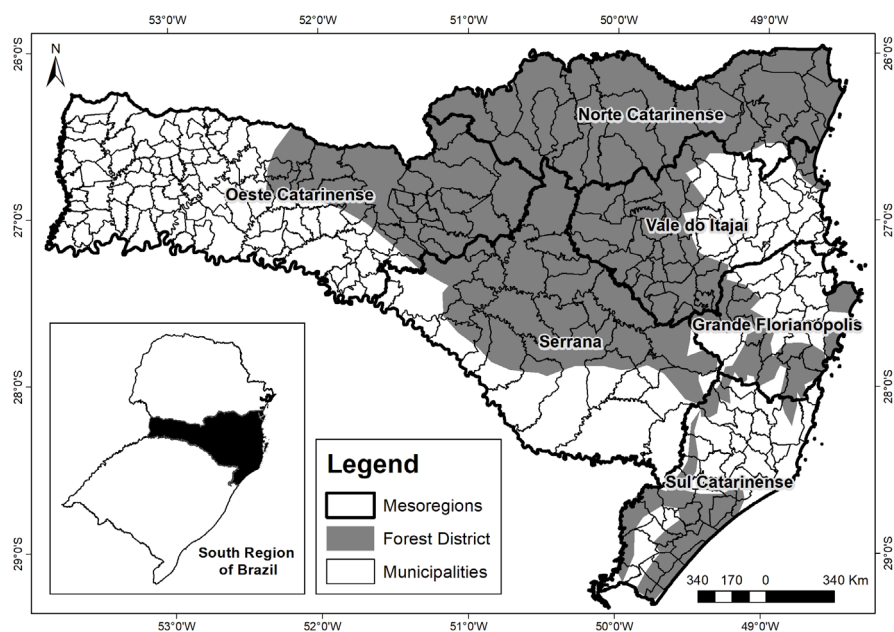 53°0'W 52°0'W 51°0'W 50°0'W 49°0'W
26°0'S 26°0'S
N
Norte Catarinense
Oeste Catarinense
27°0'S 27°0'S
Vale do Itajaí
Grande Florianópolis
Serrana
28°0'S 28°0'S
Legend
Sul Catarinense
Mesoregions
Forest District
Municipalities
South Region
of Brazil
29°0'S 29°0'S
340 170 0 340 Km
53°0'W 52°0'W 51°0'W 50°0'W 49°0'W